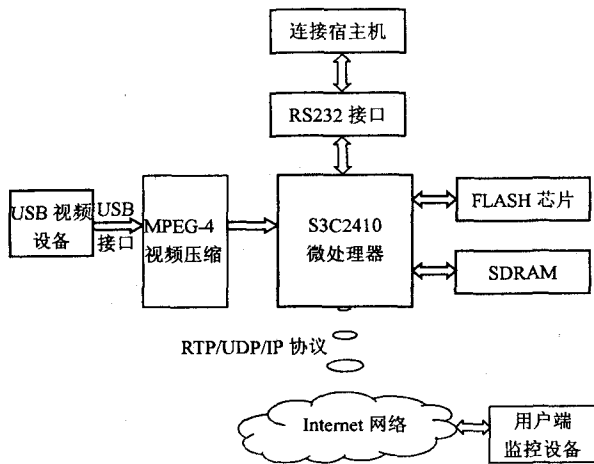 连接宿主机
RS232 接口
USB 视频
设备
USB
接口
MPEG-4
视频压缩
S3C2410
微处理器
FLASH 芯片
SDRAM
RTP/UDP/IP 协议
Internet 网络
用户端
监控设备